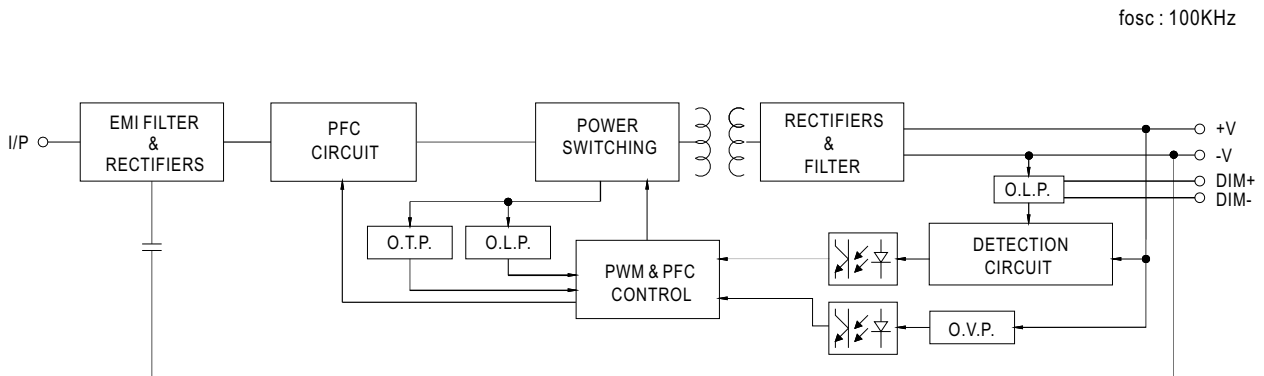 fosc : 100KHz
I/P
EMI FILTER
&
RECTIFIERS
PFC
CIRCUIT
POWER
SWITCHING
RECTIFIERS
&
FILTER
+V
-V
DIM+
DIM-
O.L.P.
O.T.P.
O.L.P.
PWM & PFC
CONTROL
DETECTION
CIRCUIT
O.V.P.